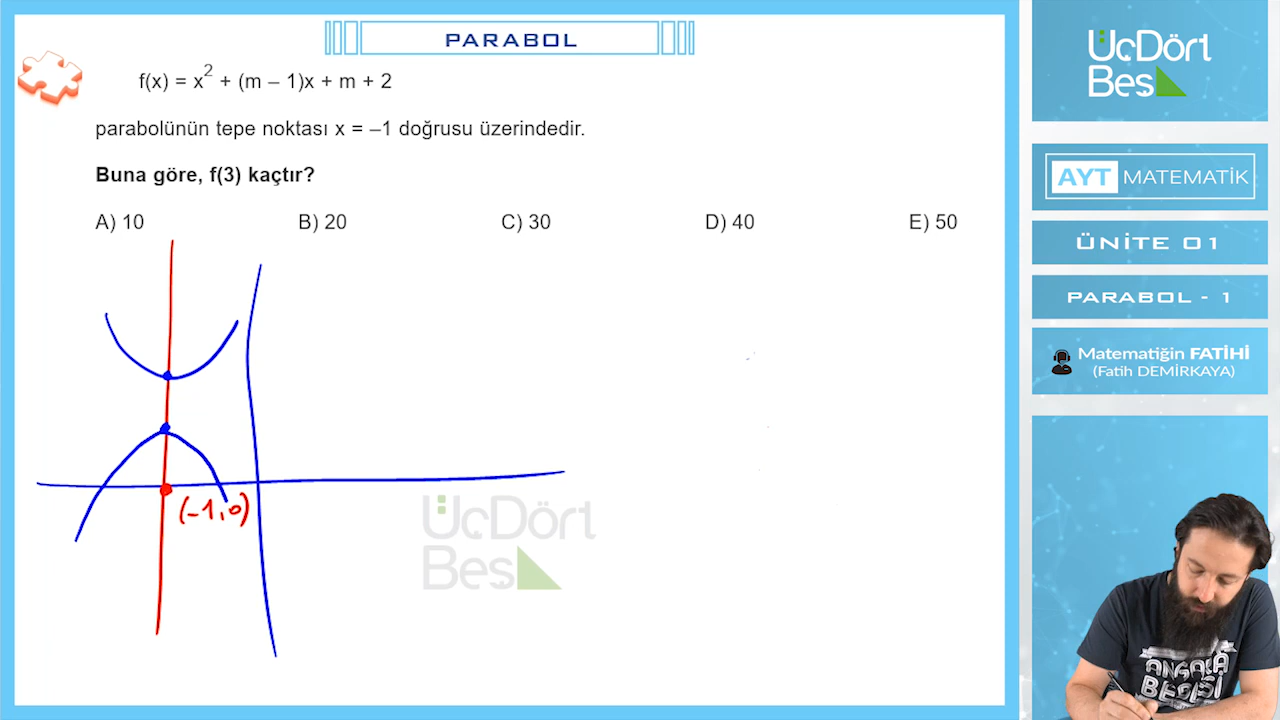 PARABOL
f(x) = x² + (m – 1)x + m + 2
parabolünün tepe noktası x = –1 doğrusu üzerindedir.
Buna göre, f(3) kaçtır?
A) 10 B) 20 C) 30 D) 40 E) 50
(-1,0)
ÜçDört
Beş
ÜçDört
Beş
AYT MATEMATİK
ÜNİTE 01
PARABOL - 1
Matematiğin FATİHİ
(Fatih DEMİRKAYA)
ANGARA
BEBESİ